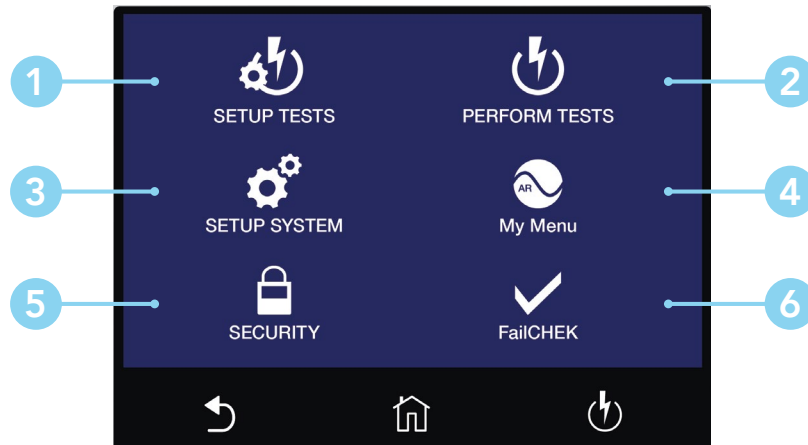 1
SETUP TESTS
2
PERFORM TESTS
3
SETUP SYSTEM
4
AR
My Menu
5
SECURITY
6
FailCHEK